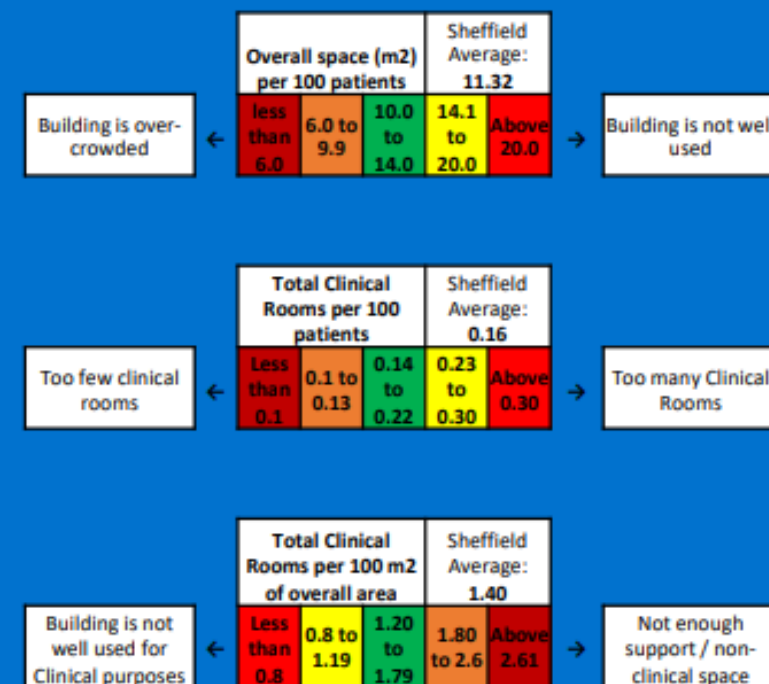 Overall space (m2)
per 100 patients
Sheffield
Average:
11.32
Building is over-
crowded
←
less
than
6.0
6.0 to
9.9
10.0
to
14.0
14.1
to
20.0
Above
20.0
→
Building is not well
used
Total Clinical
Rooms per 100
patients
Sheffield
Average:
0.16
Too few clinical
rooms
←
Less
than
0.1
0.1 to
0.13
0.14
to
0.22
0.23
to
0.30
Above
0.30
→
Too many Clinical
Rooms
Total Clinical
Rooms per 100 m2
of overall area
Sheffield
Average:
1.40
Building is not
well used for
Clinical purposes
←
Less
than
0.8
0.8 to
1.19
1.20
to
1.79
1.80
to 2.6
Above
2.61
→
Not enough
support / non-
clinical space